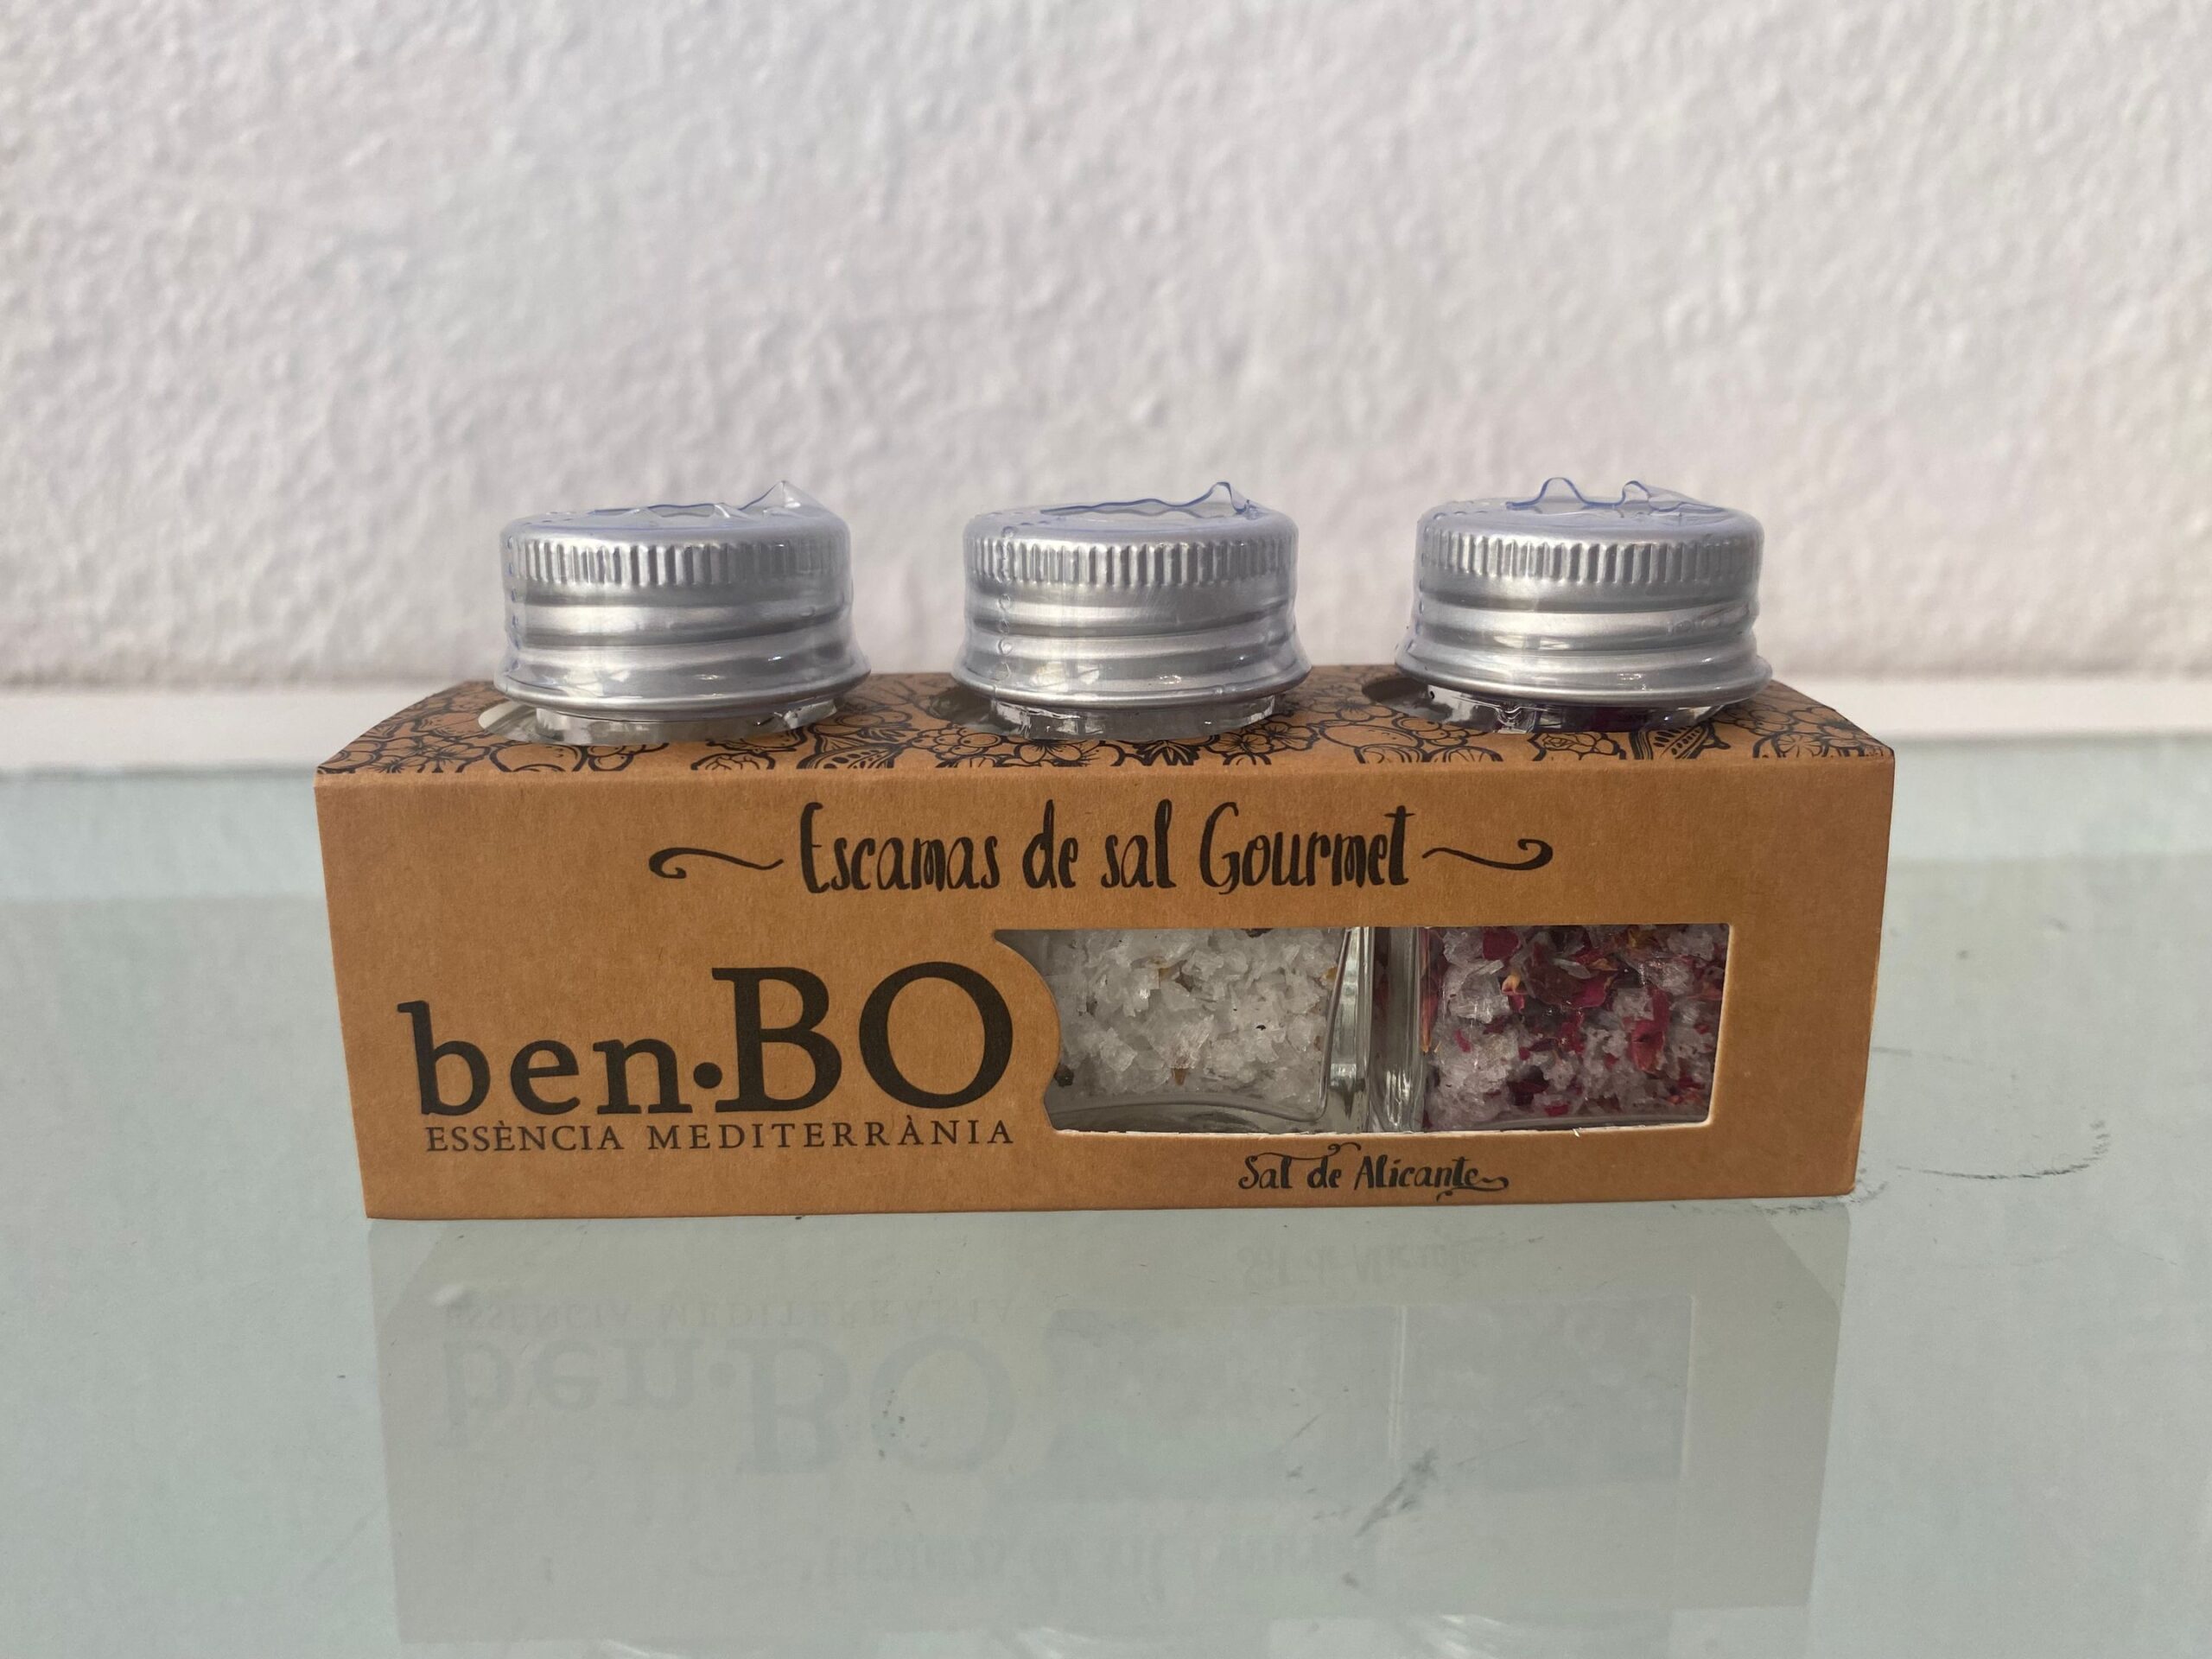 Escamas de sal Gourmet
ben·BO
ESSÈNCIA MEDITERRÀNIA
Sal de Alicante